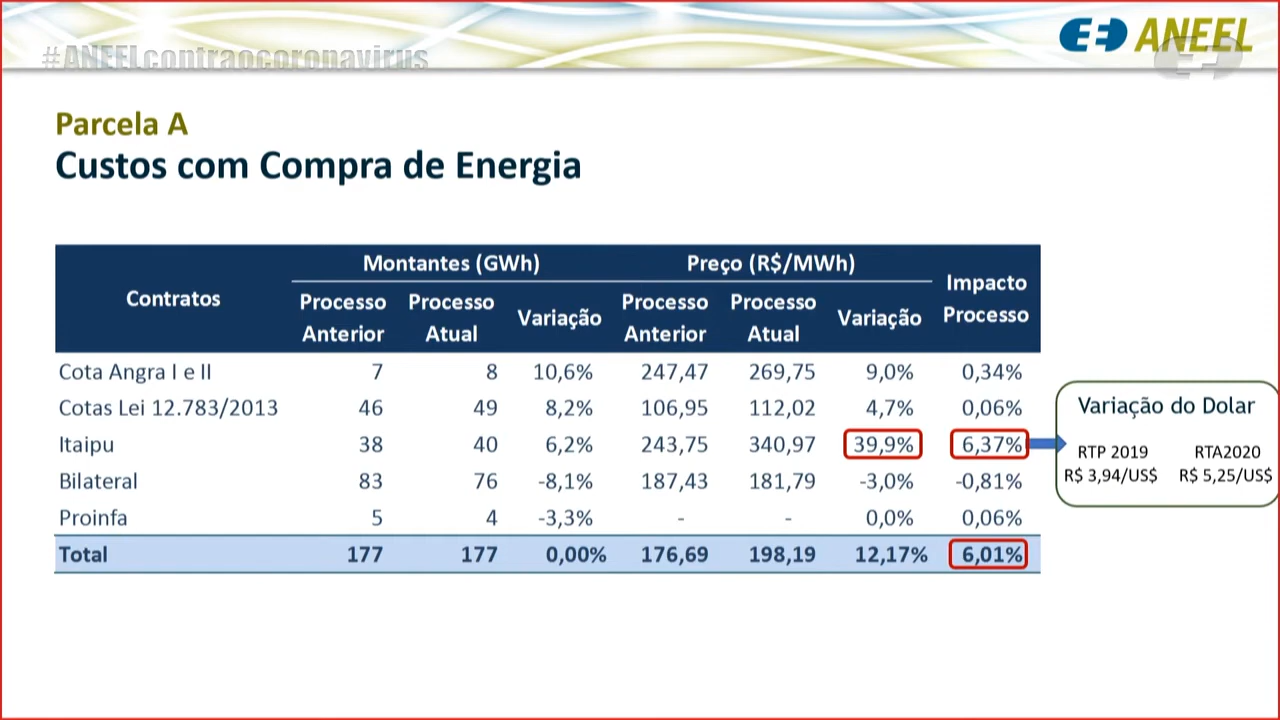 #ANEELcontraocoronavirus
ANEEL
Parcela A
Custos com Compra de Energia
Contratos Montantes (GWh) Preço (R$/MWh) Impacto Processo
Processo Anterior Processo Atual Variação Processo Anterior Processo Atual Variação
Cota Angra I e II 7 8 10,6% 247,47 269,75 9,0% 0,34%
Cotas Lei 12.783/2013 46 49 8,2% 106,95 112,02 4,7% 0,06%
Itaipu 38 40 6,2% 243,75 340,97 39,9% 6,37%
Bilateral 83 76 -8,1% 187,43 181,79 -3,0% -0,81%
Proinfa 5 4 -3,3% - - 0,0% 0,06%
Total 177 177 0,00% 176,69 198,19 12,17% 6,01%
Variação do Dolar
RTP 2019 RTA2020
R$ 3,94/US$ R$ 5,25/US$